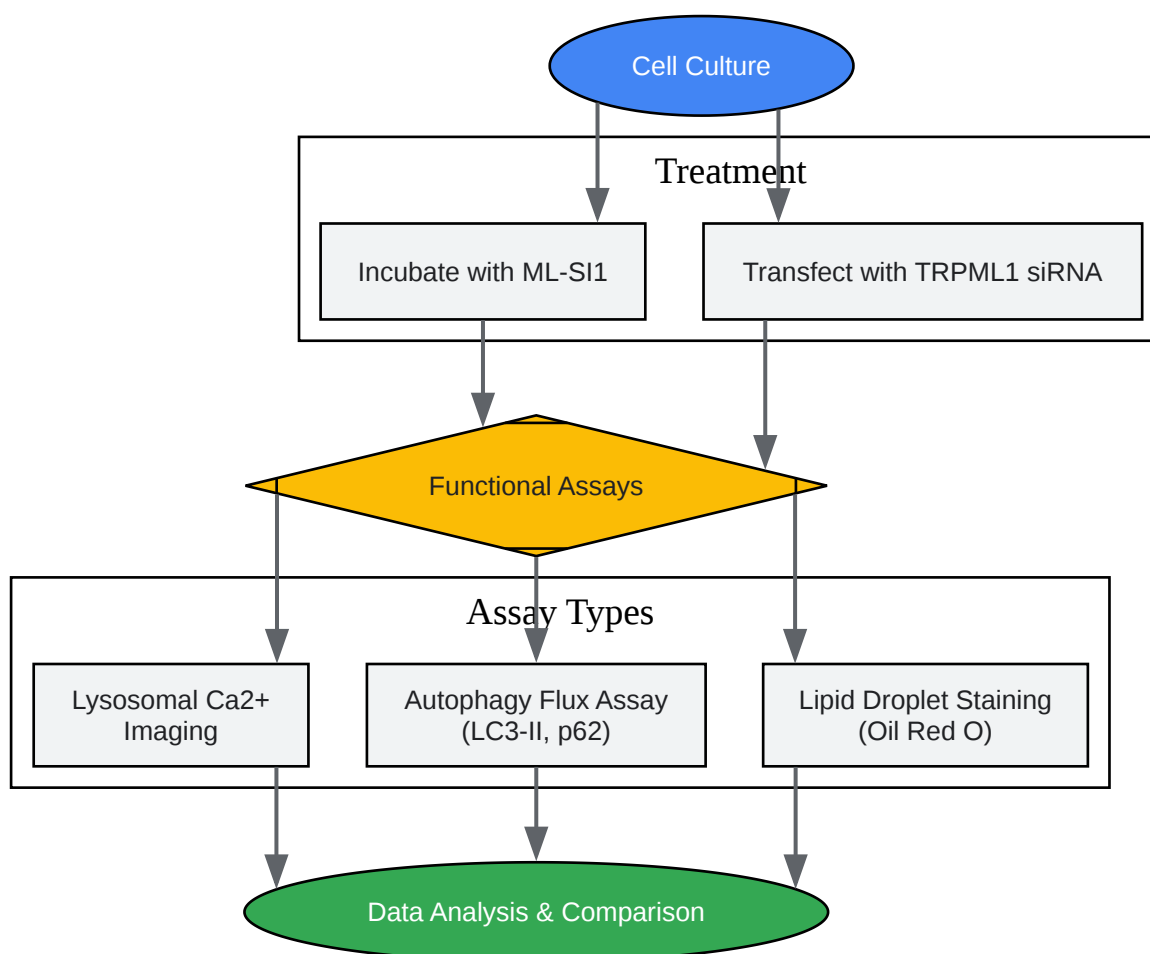 Cell Culture
Treatment
Incubate with ML-SI1
Transfect with TRPML1 siRNA
Functional Assays
Assay Types
Lysosomal Ca2+
Imaging
Autophagy Flux Assay
(LC3-II, p62)
Lipid Droplet Staining
(Oil Red O)
Data Analysis & Comparison